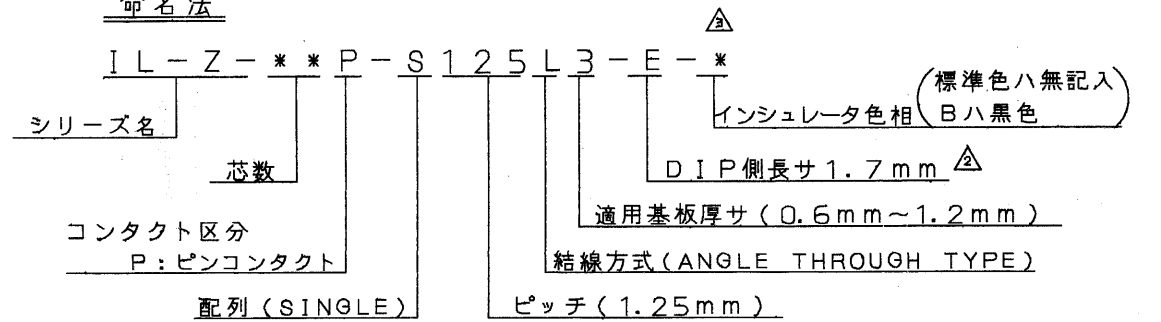 命名法
3
IL-Z-**P-S125L3-E-*
(標準色ハ無記入
シリーズ名
インシュレータ色相 Bハ黒色)
芯数
DIP側長サ1.7mm 2
コンタクト区分
適用基板厚サ(0.6mm~1.2mm)
P:ピンコンタクト
結線方式(ANGLE THROUGH TYPE)
配列(SINGLE)
ピッチ(1.25mm)